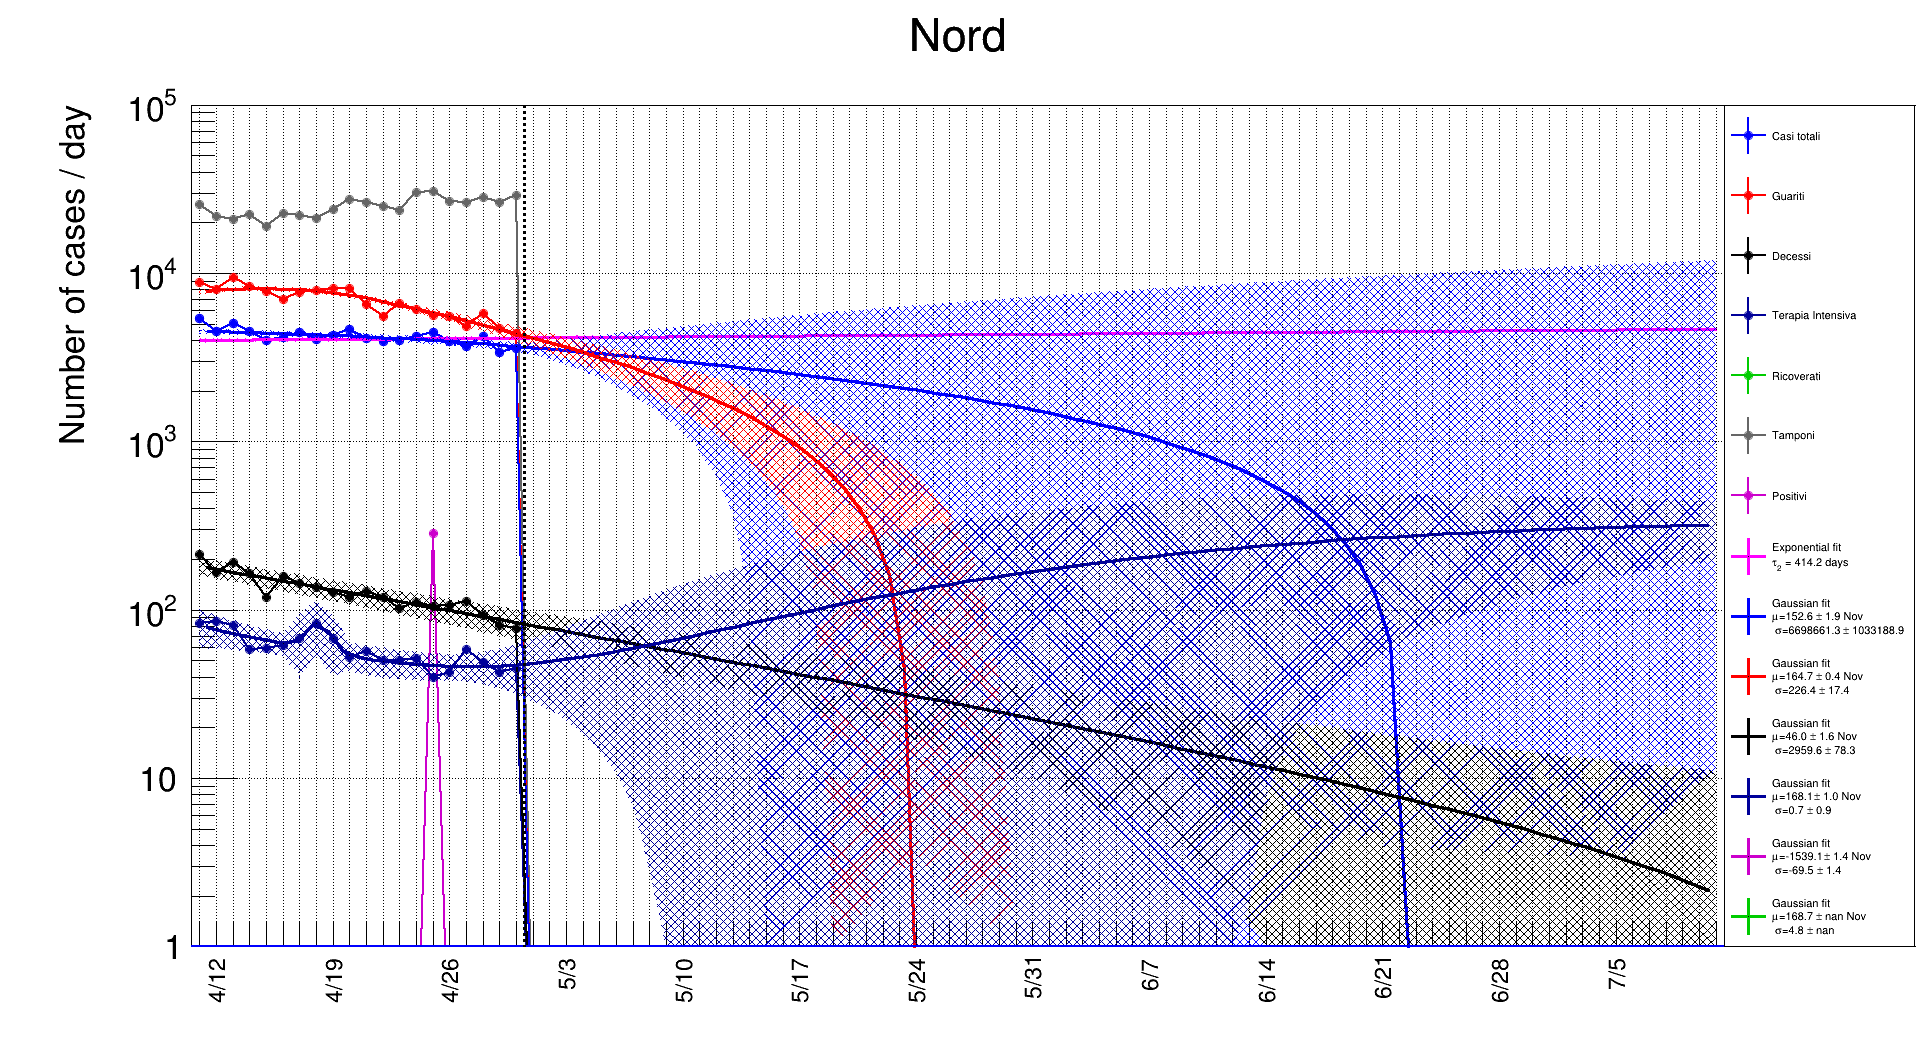 Nord
Number of cases / day
10^5
10^4
10^3
10^2
10
1
4/12
4/19
4/26
5/3
5/10
5/17
5/24
5/31
6/7
6/14
6/21
6/28
7/5
Casi totali
Guariti
Decessi
Terapia Intensiva
Ricoverati
Tamponi
Positivi
Exponential fit
τ_2 = 414.2 days
Gaussian fit
μ=152.6 ± 1.9 Nov
σ=6698661.3 ± 1033188.9
Gaussian fit
μ=164.7 ± 0.4 Nov
σ=226.4 ± 17.4
Gaussian fit
μ=46.0 ± 1.6 Nov
σ=2959.6 ± 78.3
Gaussian fit
μ=168.1 ± 1.0 Nov
σ=0.7 ± 0.9
Gaussian fit
μ=-1539.1 ± 1.4 Nov
σ=-69.5 ± 1.4
Gaussian fit
μ=168.7 ± nan Nov
σ=4.8 ± nan